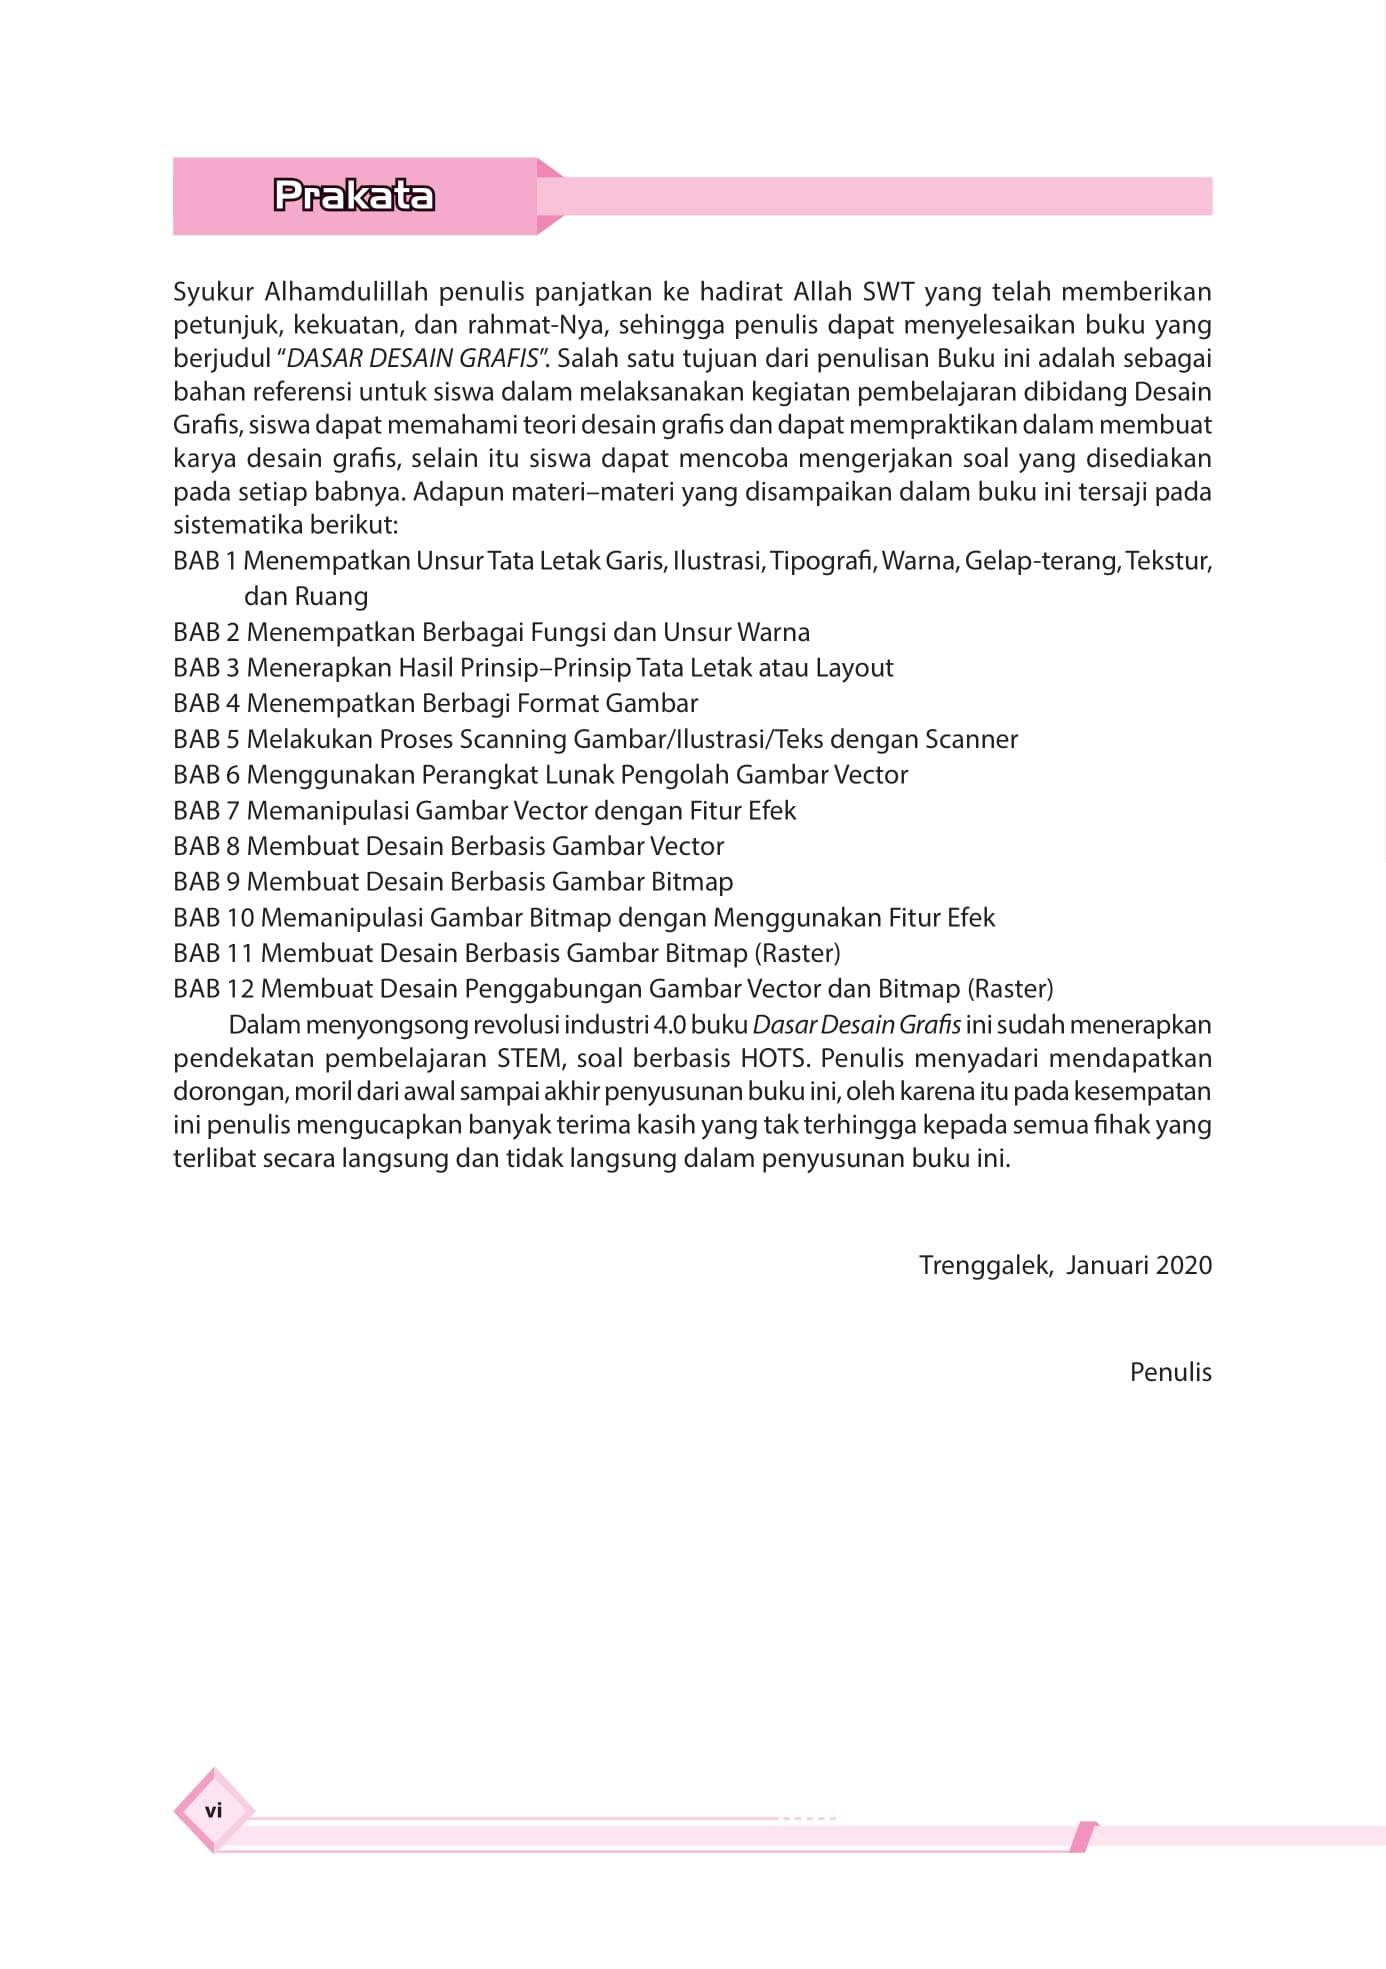 Prakata
Syukur Alhamdulillah penulis panjatkan ke hadirat Allah SWT yang telah memberikan
petunjuk, kekuatan, dan rahmat-Nya, sehingga penulis dapat menyelesaikan buku yang
berjudul “DASAR DESAIN GRAFIS”. Salah satu tujuan dari penulisan Buku ini adalah sebagai
bahan referensi untuk siswa dalam melaksanakan kegiatan pembelajaran dibidang Desain
Grafis, siswa dapat memahami teori desain grafis dan dapat mempraktikan dalam membuat
karya desain grafis, selain itu siswa dapat mencoba mengerjakan soal yang disediakan
pada setiap babnya. Adapun materi–materi yang disampaikan dalam buku ini tersaji pada
sistematika berikut:
BAB 1 Menempatkan Unsur Tata Letak Garis, Ilustrasi, Tipografi, Warna, Gelap-terang, Tekstur,
dan Ruang
BAB 2 Menempatkan Berbagai Fungsi dan Unsur Warna
BAB 3 Menerapkan Hasil Prinsip–Prinsip Tata Letak atau Layout
BAB 4 Menempatkan Berbagi Format Gambar
BAB 5 Melakukan Proses Scanning Gambar/Ilustrasi/Teks dengan Scanner
BAB 6 Menggunakan Perangkat Lunak Pengolah Gambar Vector
BAB 7 Memanipulasi Gambar Vector dengan Fitur Efek
BAB 8 Membuat Desain Berbasis Gambar Vector
BAB 9 Membuat Desain Berbasis Gambar Bitmap
BAB 10 Memanipulasi Gambar Bitmap dengan Menggunakan Fitur Efek
BAB 11 Membuat Desain Berbasis Gambar Bitmap (Raster)
BAB 12 Membuat Desain Penggabungan Gambar Vector dan Bitmap (Raster)
Dalam menyongsong revolusi industri 4.0 buku Dasar Desain Grafis ini sudah menerapkan
pendekatan pembelajaran STEM, soal berbasis HOTS. Penulis menyadari mendapatkan
dorongan, moril dari awal sampai akhir penyusunan buku ini, oleh karena itu pada kesempatan
ini penulis mengucapkan banyak terima kasih yang tak terhingga kepada semua fihak yang
terlibat secara langsung dan tidak langsung dalam penyusunan buku ini.
Trenggalek, Januari 2020
Penulis
vi